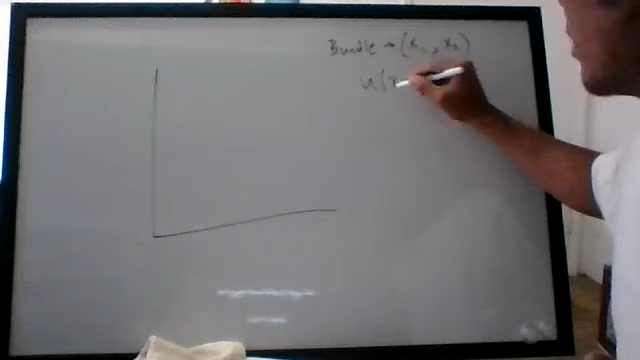 Bundle → (x₁, x₂)
u(x